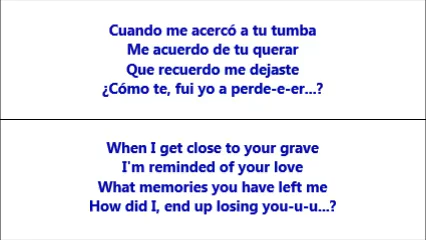 Cuando me acercó a tu tumba
Me acuerdo de tu querar
Que recuerdo me dejaste
¿Cómo te, fui yo a perde-e-er...?
When I get close to your grave
I'm reminded of your love
What memories you have left me
How did I, end up losing you-u-u...?